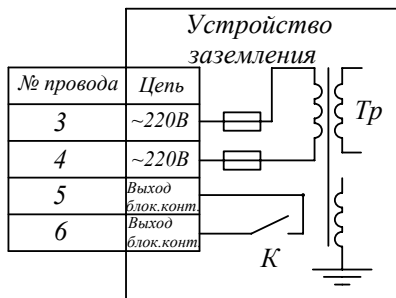 Устройство
заземления
№ провода Цепь
3 ~220В
4 ~220В
5 Выход
блок.конт.
6 Выход
блок.конт.
Тр
К